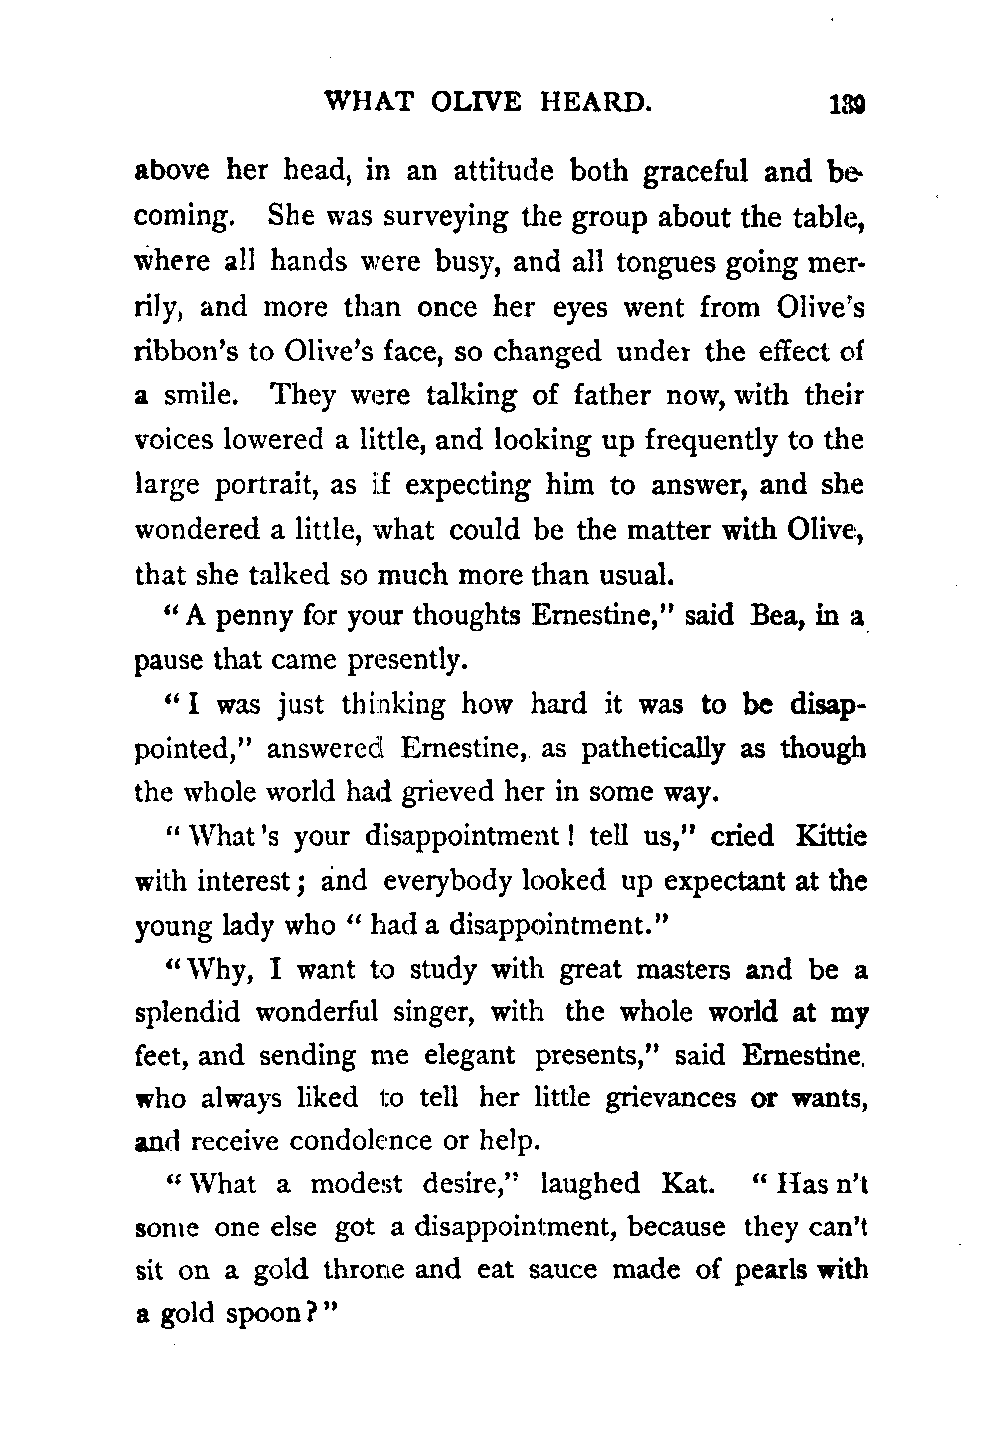 WHAT OLIVE HEARD. 139
above her head, in an attitude both graceful and be-
coming. She was surveying the group about the table,
where all hands were busy, and all tongues going mer-
rily, and more than once her eyes went from Olive's
ribbon's to Olive's face, so changed under the effect of
a smile. They were talking of father now, with their
voices lowered a little, and looking up frequently to the
large portrait, as if expecting him to answer, and she
wondered a little, what could be the matter with Olive,
that she talked so much more than usual.
"A penny for your thoughts Ernestine," said Bea, in a
pause that came presently.
"I was just thinking how hard it was to be disap-
pointed," answered Ernestine, as pathetically as though
the whole world had grieved her in some way.
"What's your disappointment! tell us," cried Kittie
with interest; and everybody looked up expectant at the
young lady who "had a disappointment."
"Why, I want to study with great masters and be a
splendid wonderful singer, with the whole world at my
feet, and sending me elegant presents," said Ernestine,
who always liked to tell her little grievances or wants,
and receive condolence or help.
"What a modest desire," laughed Kat. "Has n't
some one else got a disappointment, because they can't
sit on a gold throne and eat sauce made of pearls with
a gold spoon?"